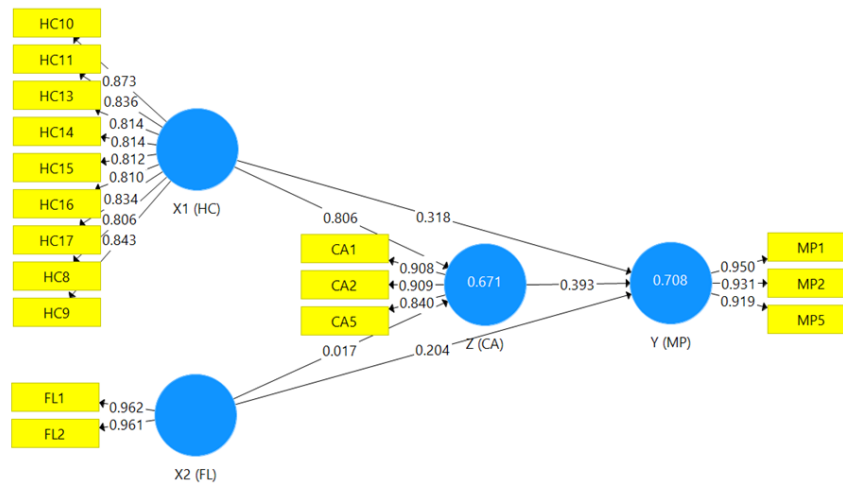 HC10
HC11
HC13
HC14
HC15
HC16
HC17
HC8
HC9
0.873
0.836
0.814
0.814
0.812
0.810
0.834
0.806
0.843
X1 (HC)
0.318
0.806
CA1
CA2
CA5
0.908
0.909
0.840
0.671
Z (CA)
0.393
0.708
Y (MP)
0.950
0.931
0.919
MP1
MP2
MP5
0.017
0.204
FL1
FL2
0.962
0.961
X2 (FL)